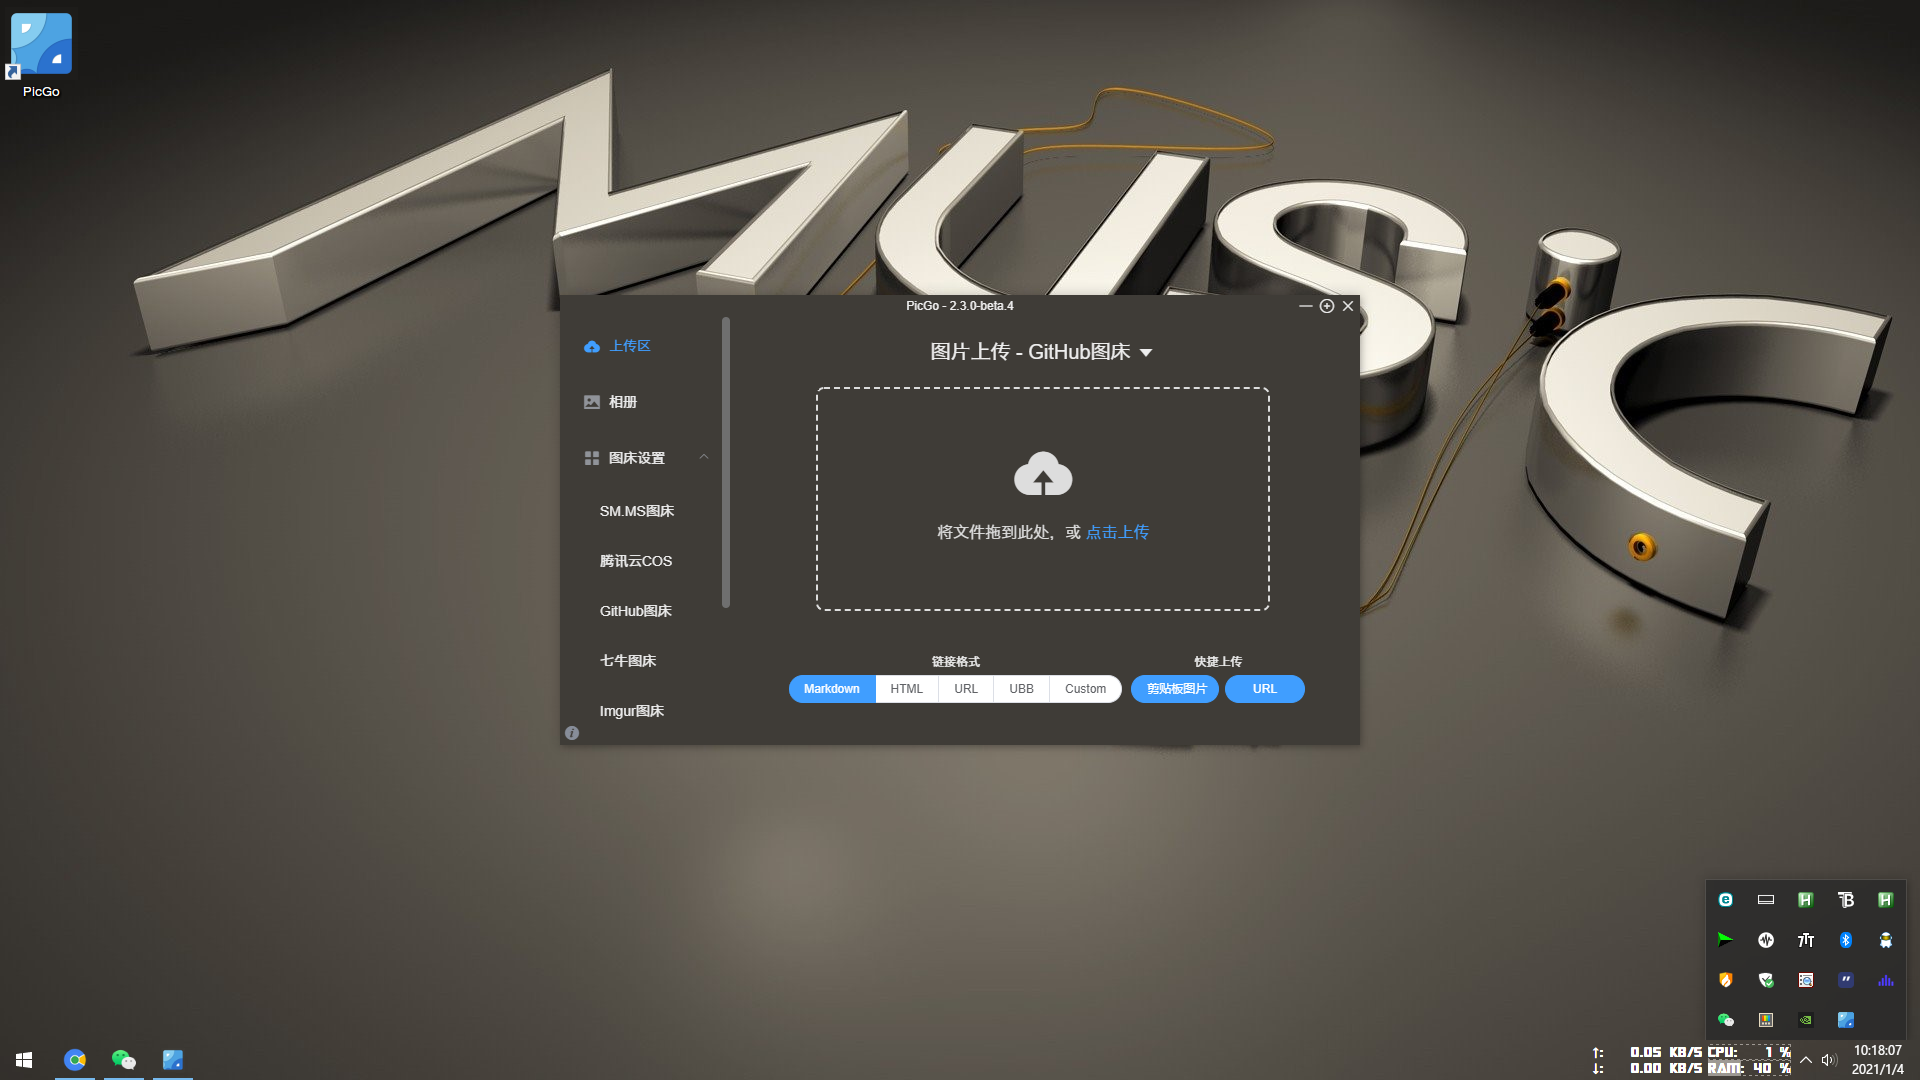 PicGo
MUSiC
PicGo - 2.3.0-beta.4
上传区
相册
图床设置
SM.MS图床
腾讯云COS
GitHub图床
七牛图床
Imgur图床
图片上传 - GitHub图床
将文件拖到此处，或 点击上传
链接格式
快捷上传
Markdown
HTML
URL
UBB
Custom
剪贴板图片
URL
↑: 0.05 KB/S CPU: 1 %
↓: 0.00 KB/S RAM: 40 %
10:18:07
2021/1/4